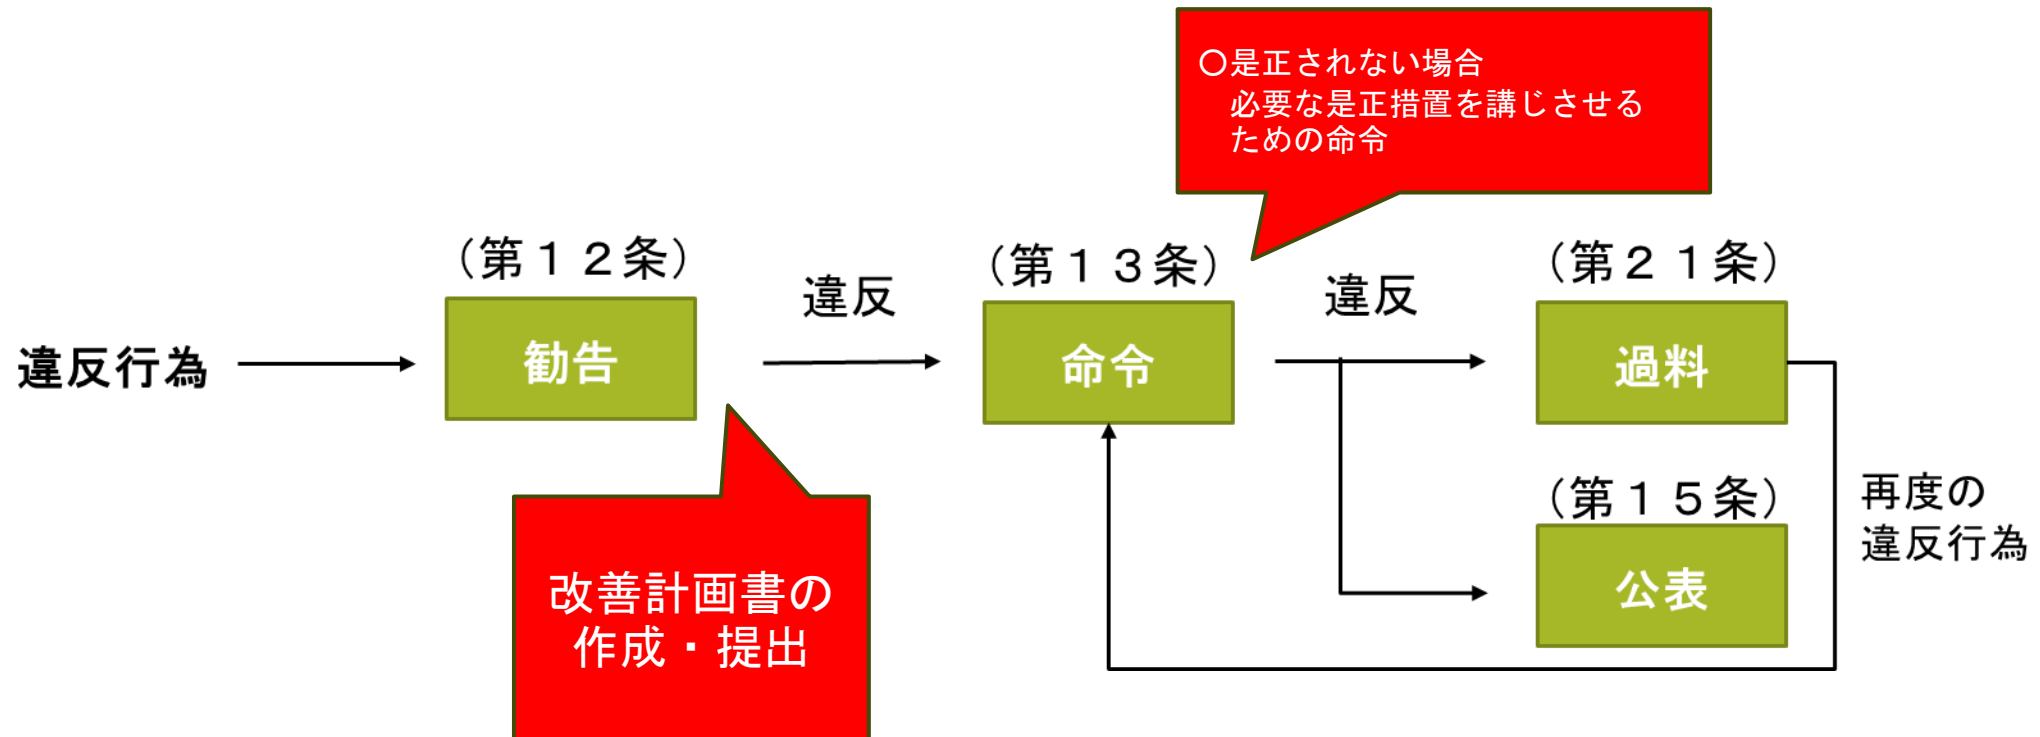 〇是正されない場合
必要な是正措置を講じさせる
ための命令
（第１２条）
違反
（第１３条）
違反
（第２１条）
違反行為
勧告
命令
過料
（第１５条）
再度の
違反行為
公表
改善計画書の
作成・提出